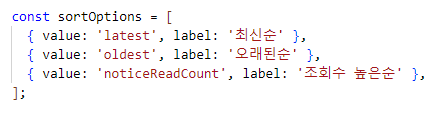 const sortOptions = [
  { value: 'latest', label: '최신순' },
  { value: 'oldest', label: '오래된순' },
  { value: 'noticeReadCount', label: '조회수 높은순' },
];